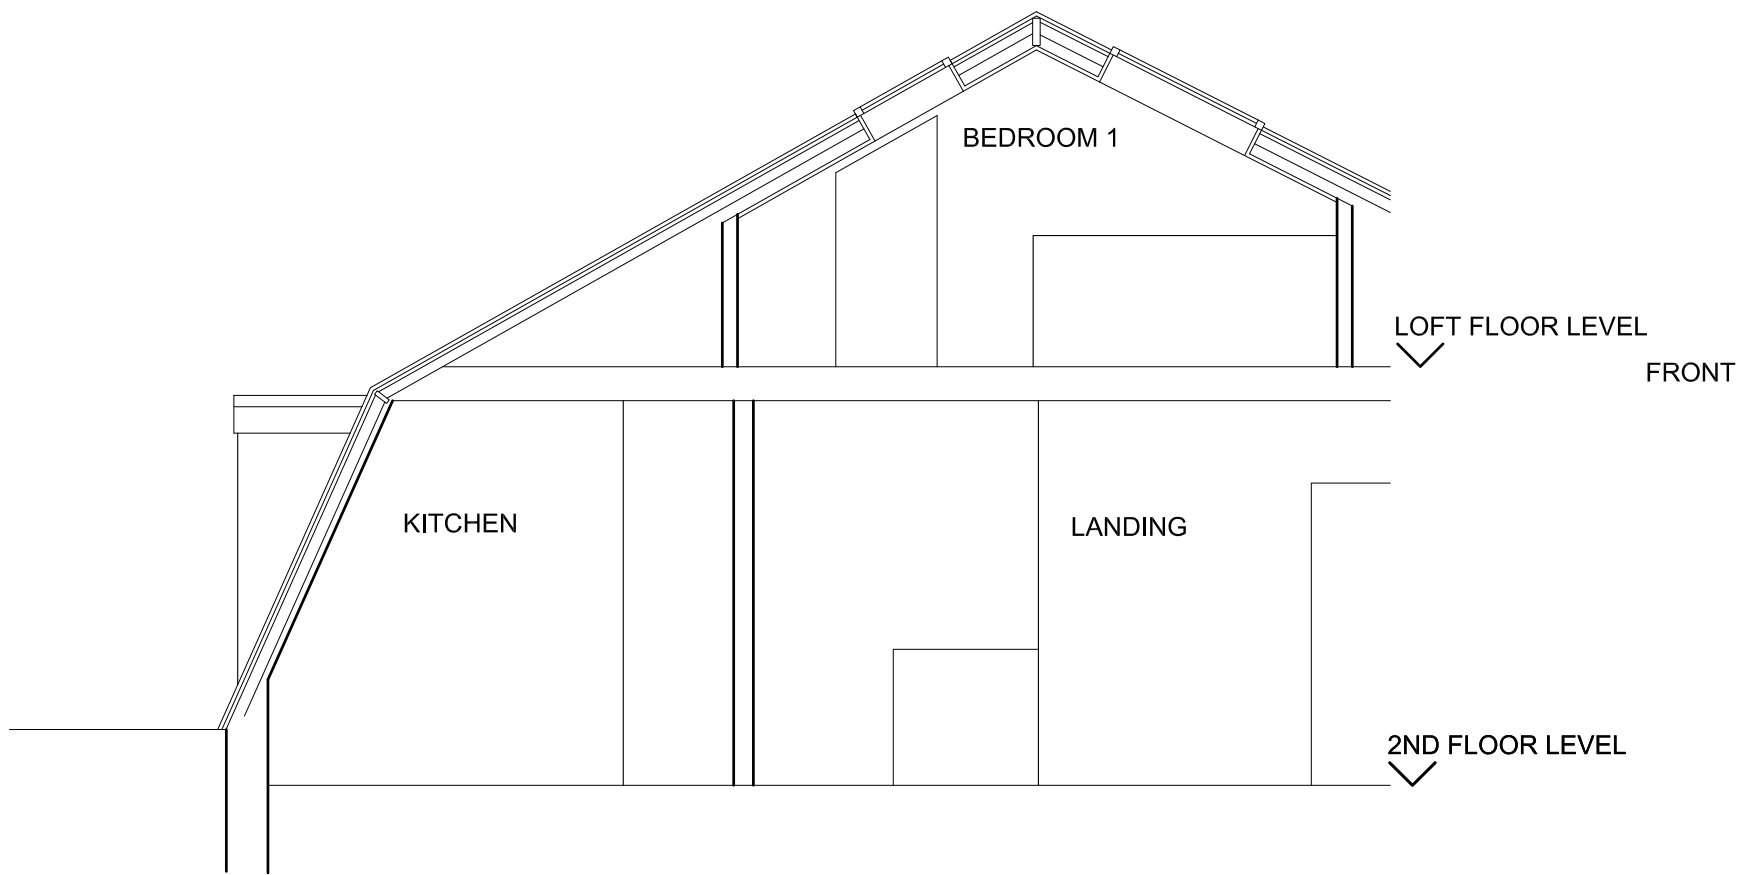 BEDROOM 1
LOFT FLOOR LEVEL
FRONT
KITCHEN
LANDING
2ND FLOOR LEVEL